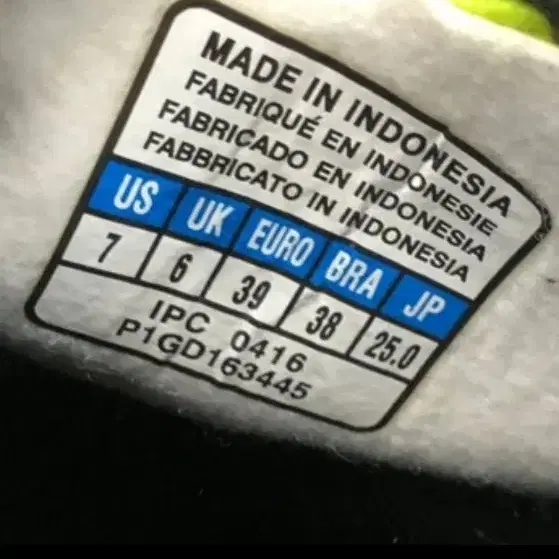 MADE IN INDONESIA
FABRIQUÉ EN INDONESIE
FABRICADO EN INDONESIA
FABBRICATO IN INDONESIA
US UK EURO BRA JP
7 6 39 38 25.0
IPC 0416
P1GD163445